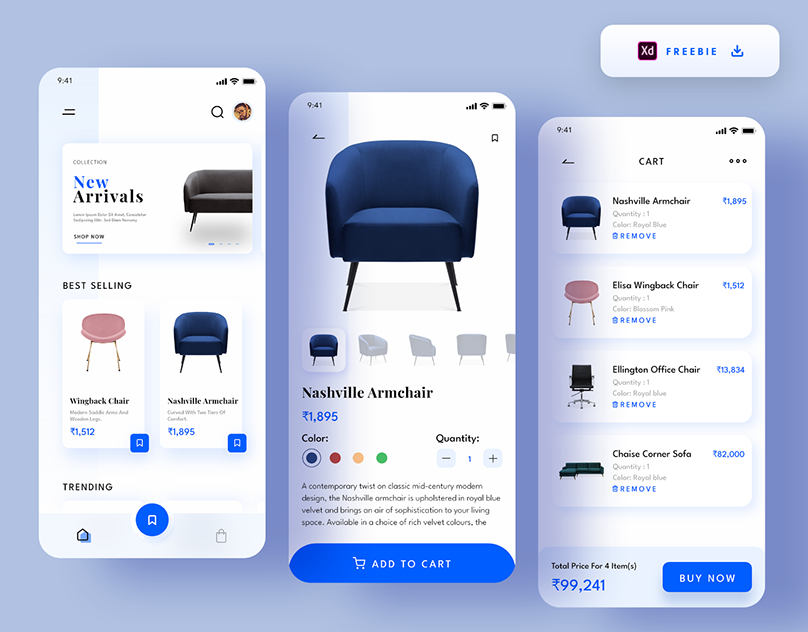 Xd FREEBIE
9:41
COLLECTION
New
Arrivals
Lorem Ipsum Dolor Sit Amet, Consetetur
Sadipscing Elitr, Sed Diam Nonumy
SHOP NOW
BEST SELLING
Wingback Chair
Modern Saddle Arms And
Wooden Legs.
₹1,512
Nashville Armchair
Curved With Two Tiers Of
Comfort.
₹1,895
TRENDING
9:41
Nashville Armchair
₹1,895
Color:
Quantity:
1
A contemporary twist on classic mid-century modern
design, the Nashville armchair is upholstered in royal blue
velvet and brings an air of sophistication to your living
space. Available in a choice of rich velvet colours, the
ADD TO CART
9:41
CART
Nashville Armchair
₹1,895
Quantity : 1
Color: Royal Blue
REMOVE
Elisa Wingback Chair
₹1,512
Quantity : 1
Color: Blossom Pink
REMOVE
Ellington Office Chair
₹13,834
Quantity : 1
Color: Royal blue
REMOVE
Chaise Corner Sofa
₹82,000
Quantity : 1
Color: Royal blue
REMOVE
Total Price For 4 Item(s)
₹99,241
BUY NOW